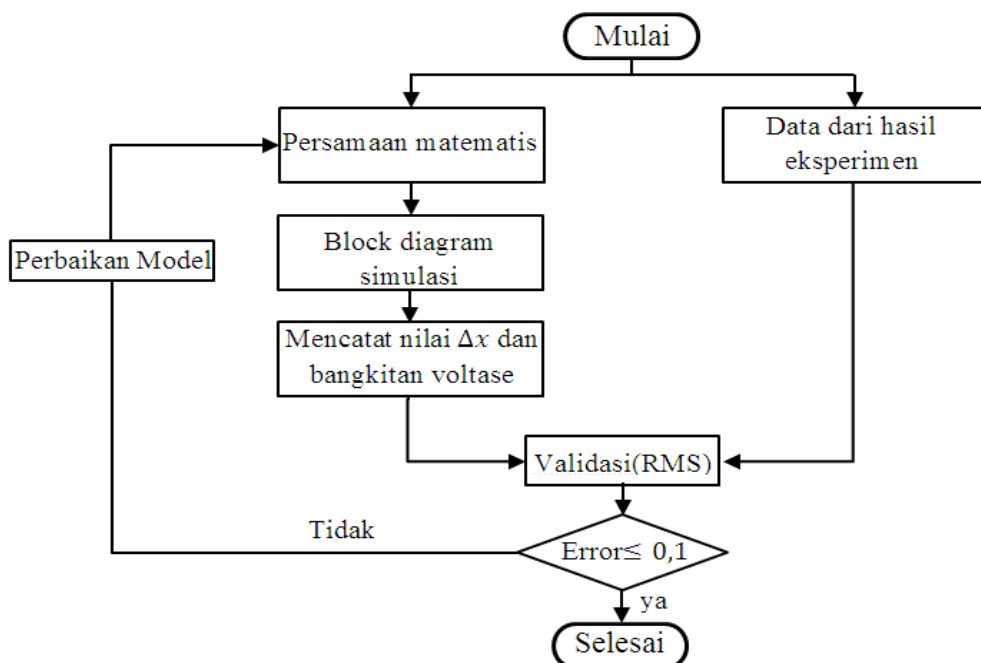 Mulai
Persamaan matematis
Data dari hasil
eksperimen
Block diagram
simulasi
Perbaikan Model
Mencatat nilai Δx dan
bangkitan voltase
Validasi(RMS)
Tidak
Error≤ 0,1
ya
Selesai